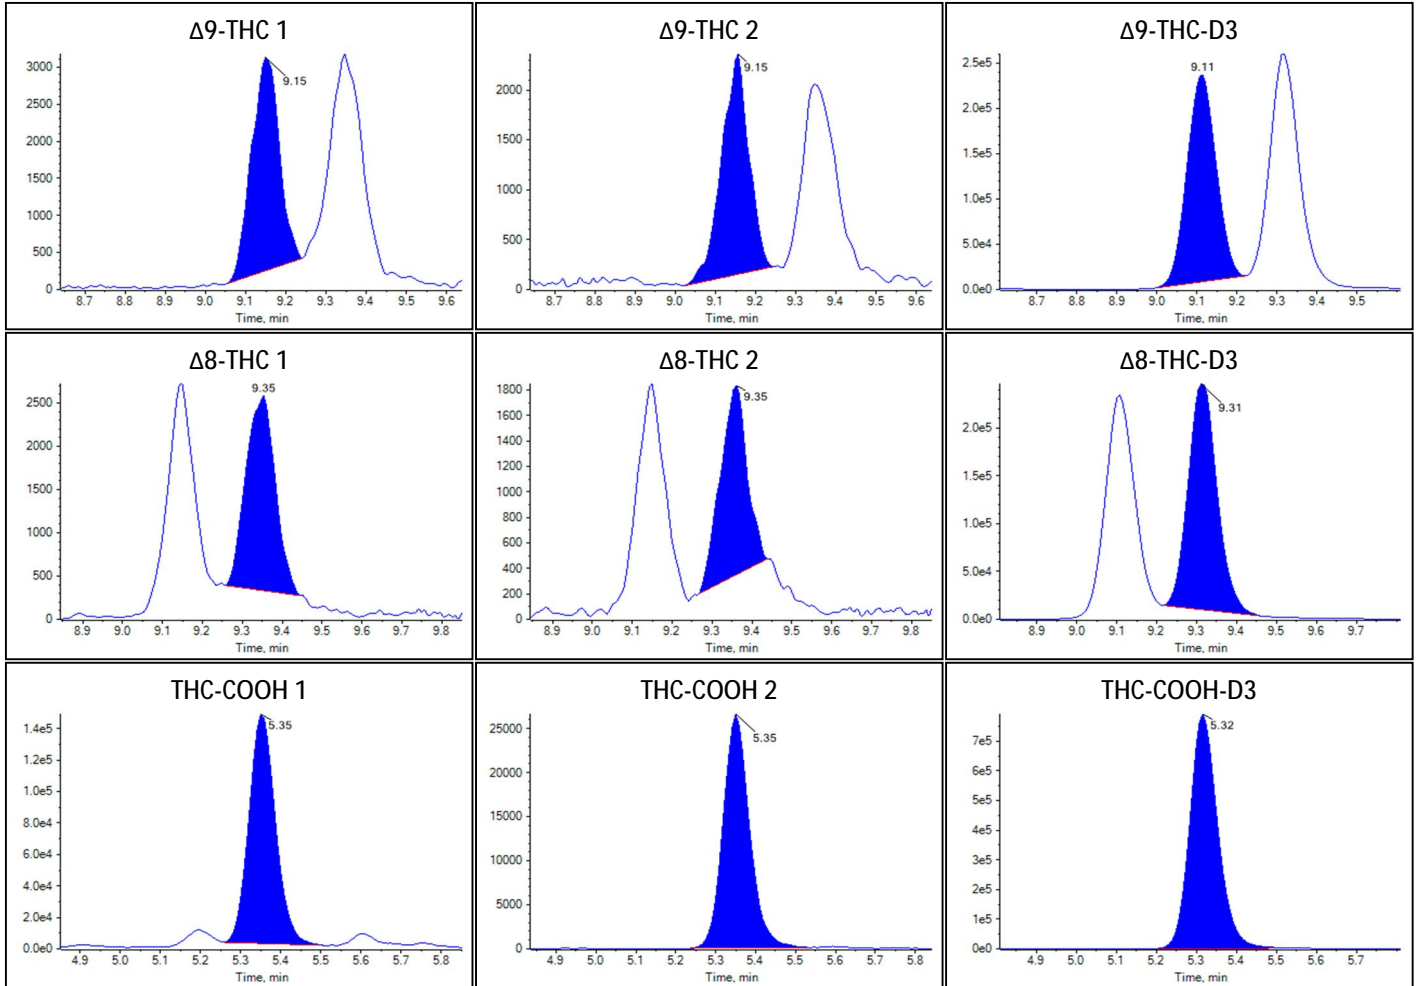 Δ9-THC 1
3000
2500
2000
1500
1000
500
0
9.15
8.7 8.8 8.9 9.0 9.1 9.2 9.3 9.4 9.5 9.6
Time, min
Δ9-THC 2
2000
1500
1000
500
0
9.15
8.7 8.8 8.9 9.0 9.1 9.2 9.3 9.4 9.5 9.6
Time, min
Δ9-THC-D3
2.5e5
2.0e5
1.5e5
1.0e5
5.0e4
0.0e0
9.11
8.7 8.8 8.9 9.0 9.1 9.2 9.3 9.4 9.5
Time, min
Δ8-THC 1
2500
2000
1500
1000
500
0
9.35
8.9 9.0 9.1 9.2 9.3 9.4 9.5 9.6 9.7 9.8
Time, min
Δ8-THC 2
1800
1600
1400
1200
1000
800
600
400
200
0
9.35
8.9 9.0 9.1 9.2 9.3 9.4 9.5 9.6 9.7 9.8
Time, min
Δ8-THC-D3
2.0e5
1.5e5
1.0e5
5.0e4
0.0e0
9.31
8.9 9.0 9.1 9.2 9.3 9.4 9.5 9.6 9.7
Time, min
THC-COOH 1
1.4e5
1.2e5
1.0e5
8.0e4
6.0e4
4.0e4
2.0e4
0.0e0
5.35
4.9 5.0 5.1 5.2 5.3 5.4 5.5 5.6 5.7 5.8
Time, min
THC-COOH 2
25000
20000
15000
10000
5000
0
5.35
4.9 5.0 5.1 5.2 5.3 5.4 5.5 5.6 5.7 5.8
Time, min
THC-COOH-D3
7e5
6e5
5e5
4e5
3e5
2e5
1e5
0e0
5.32
4.9 5.0 5.1 5.2 5.3 5.4 5.5 5.6 5.7
Time, min